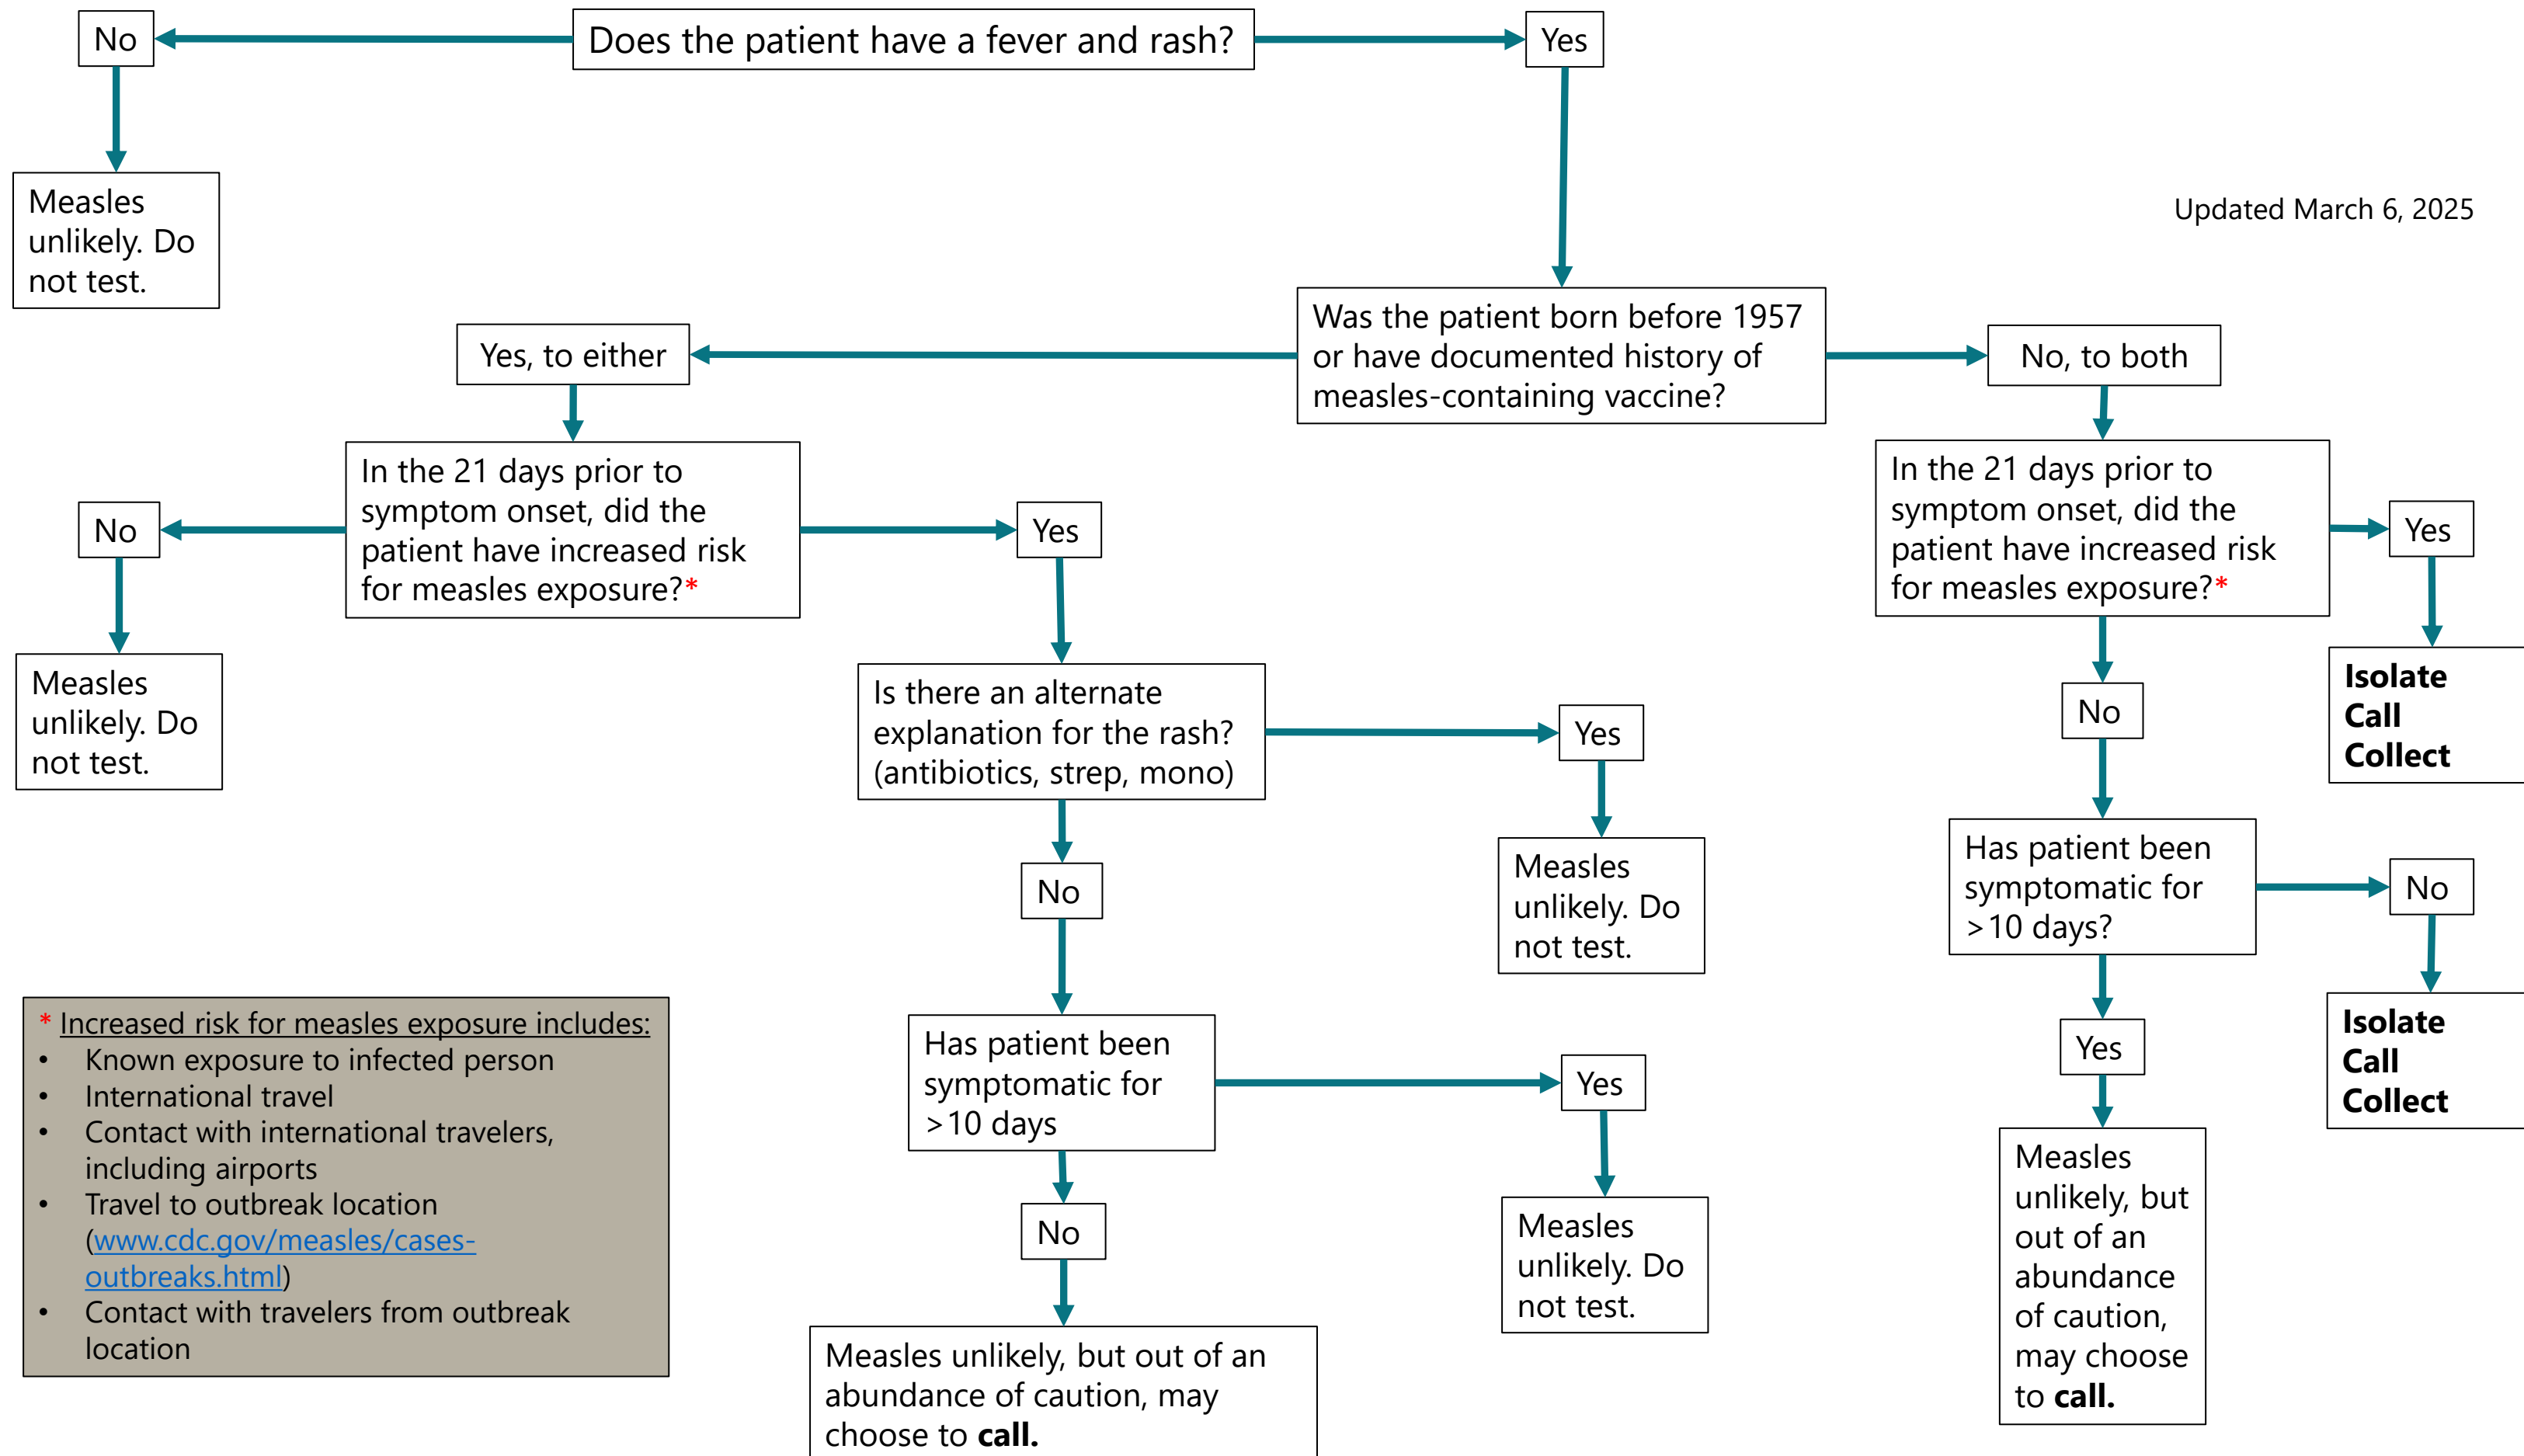 No
Does the patient have a fever and rash?
Yes
Measles
unlikely. Do
not test.
Updated March 6, 2025
Was the patient born before 1957
or have documented history of
measles-containing vaccine?
Yes, to either
No, to both
In the 21 days prior to
symptom onset, did the
patient have increased risk
for measles exposure?*
No
Yes
Measles
unlikely. Do
not test.
In the 21 days prior to
symptom onset, did the
patient have increased risk
for measles exposure?*
Yes
Isolate
Call
Collect
No
Is there an alternate
explanation for the rash?
(antibiotics, strep, mono)
Yes
Measles
unlikely. Do
not test.
No
Has patient been
symptomatic for
>10 days?
No
Isolate
Call
Collect
Yes
Measles
unlikely, but
out of an
abundance
of caution,
may choose
to call.
Has patient been
symptomatic for
>10 days
Yes
Measles
unlikely. Do
not test.
No
Measles unlikely, but out of an
abundance of caution, may
choose to call.
* Increased risk for measles exposure includes:
• Known exposure to infected person
• International travel
• Contact with international travelers,
including airports
• Travel to outbreak location
(www.cdc.gov/measles/cases-
outbreaks.html)
• Contact with travelers from outbreak
location